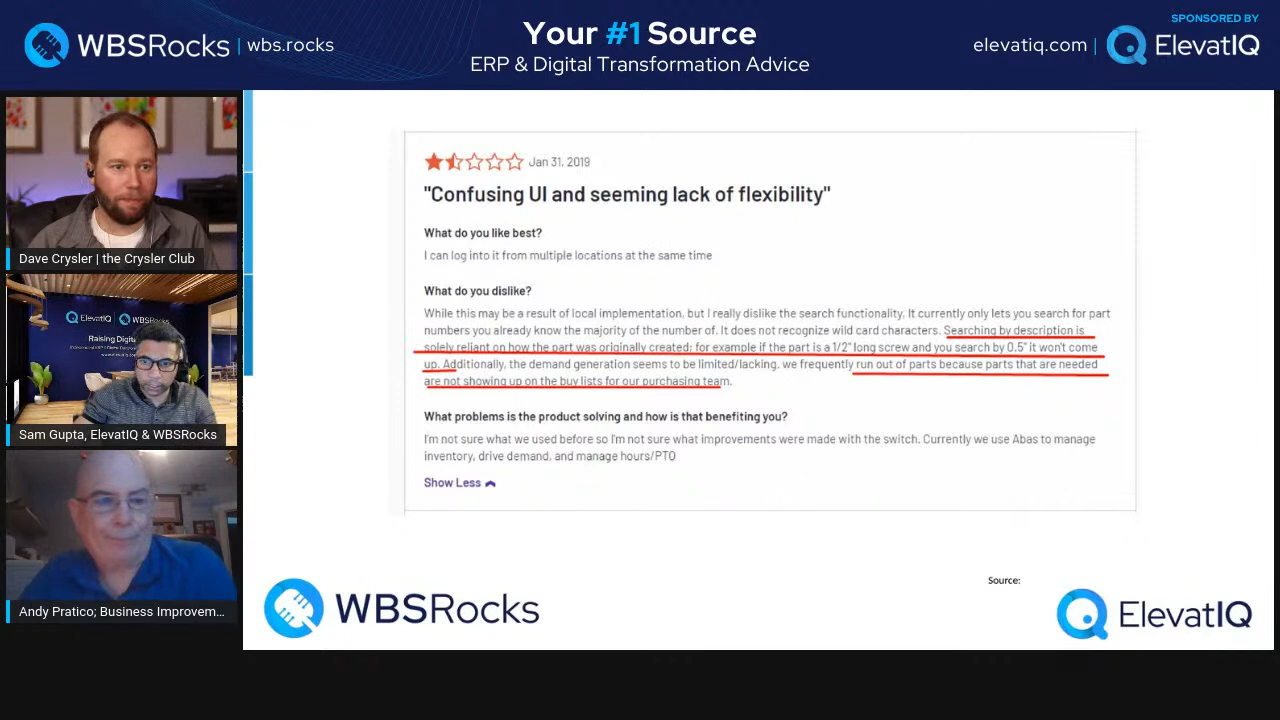 WBSRocks | wbs.rocks
Your #1 Source
ERP & Digital Transformation Advice
SPONSORED BY
elevatiq.com | ElevatIQ
Dave Crysler | the Crysler Club
ElevatIQ | WBSRocks
Raising Digital
Sam Gupta, ElevatIQ & WBSRocks
Andy Pratico; Business Improvem...
Jan 31, 2019
"Confusing UI and seeming lack of flexibility"
What do you like best?
I can log into it from multiple locations at the same time
What do you dislike?
While this may be a result of local implementation, but I really dislike the search functionality. It currently only lets you search for part
numbers you already know the majority of the number of. It does not recognize wild card characters. Searching by description is
solely reliant on how the part was originally created; for example if the part is a 1/2" long screw and you search by 0.5" it won't come
up. Additionally, the demand generation seems to be limited/lacking, we frequently run out of parts because parts that are needed
are not showing up on the buy lists for our purchasing team.
What problems is the product solving and how is that benefiting you?
I'm not sure what we used before so I'm not sure what improvements were made with the switch. Currently we use Abas to manage
inventory, drive demand, and manage hours/PTO
Show Less
Source:
WBSRocks
ElevatIQ